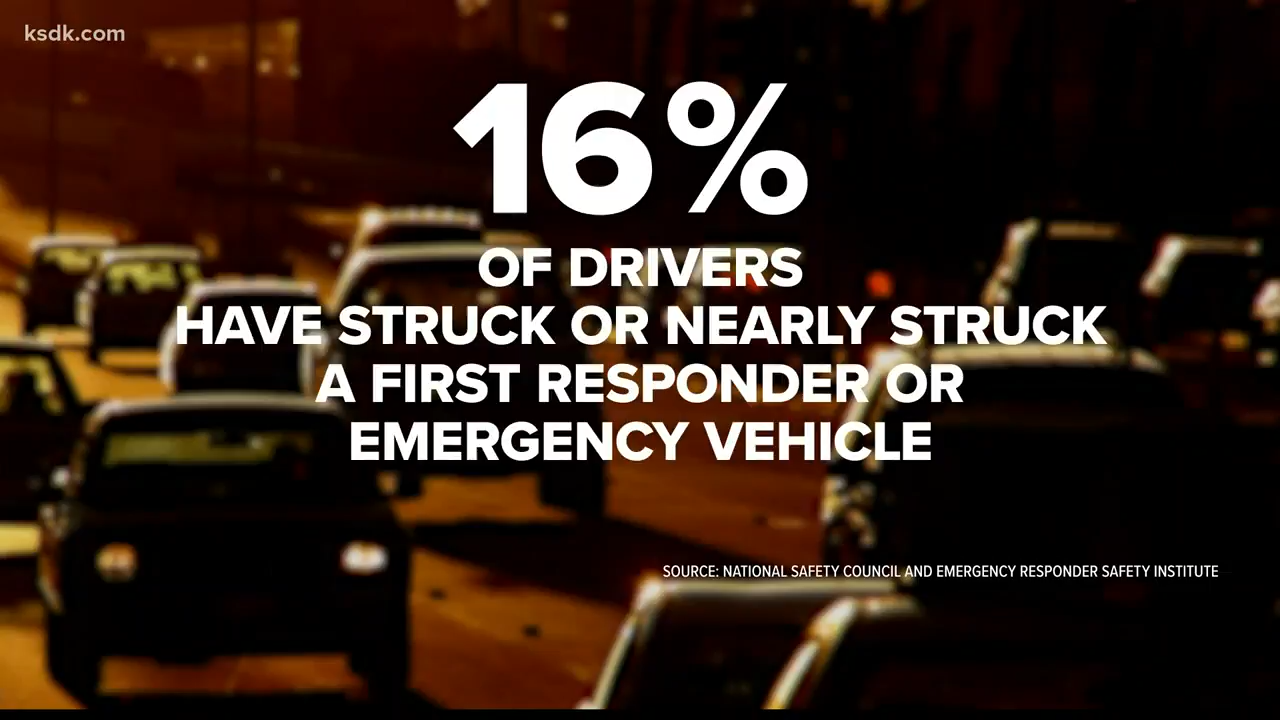 ksdk.com
16%
OF DRIVERS
HAVE STRUCK OR NEARLY STRUCK
A FIRST RESPONDER OR
EMERGENCY VEHICLE
SOURCE: NATIONAL SAFETY COUNCIL AND EMERGENCY RESPONDER SAFETY INSTITUTE